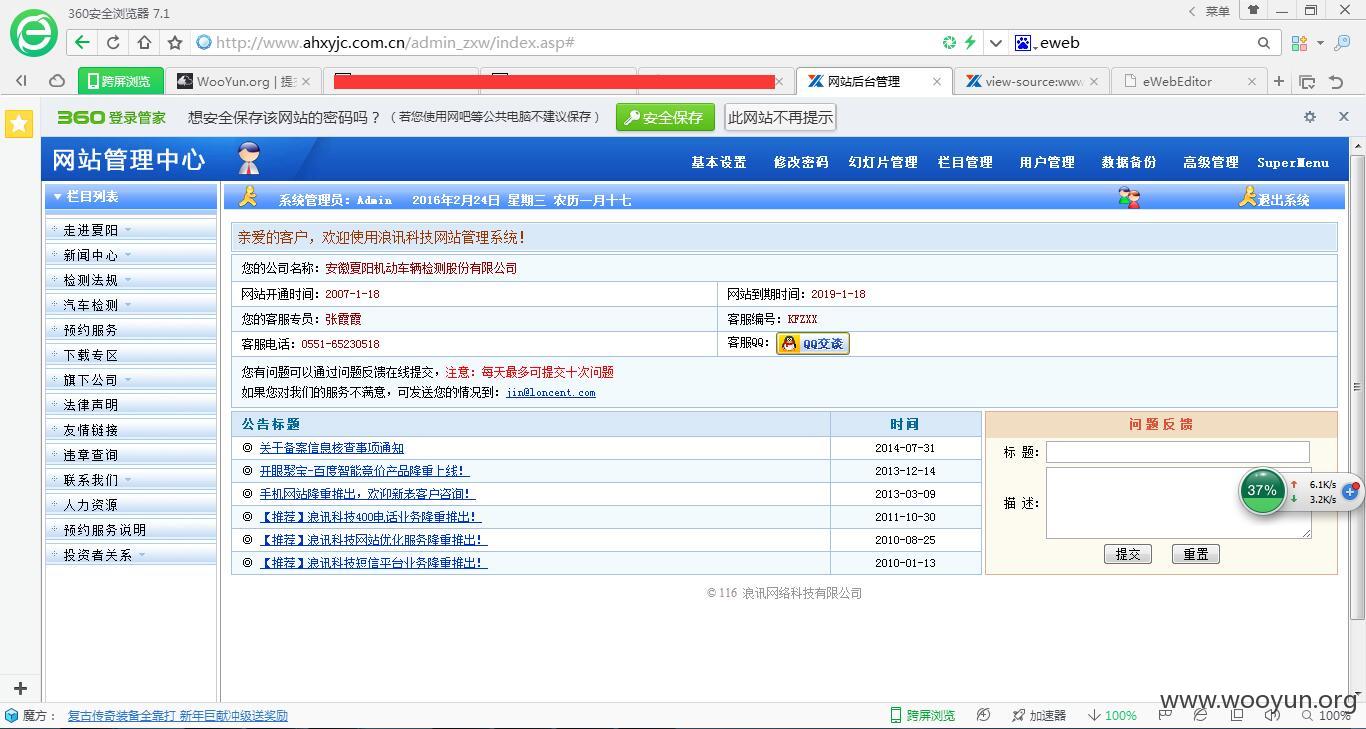 360安全浏览器 7.1
菜单
http://www.ahxyjc.com.cn/admin_zxw/index.asp#
eweb
跨屏浏览
WooYun.org | 提
网站后台管理
view-source:www
eWebEditor
360 登录管家
想安全保存该网站的密码吗？（若您使用网吧等公共电脑不建议保存）
安全保存
此网站不再提示
网站管理中心
基本设置 修改密码 幻灯片管理 栏目管理 用户管理 数据备份 高级管理 SuperMenu
栏目列表
系统管理员：Admin 2016年2月24日 星期三 农历一月十七
退出系统
走进夏阳
新闻中心
检测法规
汽车检测
预约服务
下载专区
旗下公司
法律声明
友情链接
违章查询
联系我们
人力资源
预约服务说明
投资者关系
亲爱的客户，欢迎使用浪讯科技网站管理系统！
您的公司名称：安徽夏阳机动车辆检测股份有限公司
网站开通时间：2007-1-18
网站到期时间：2019-1-18
您的客服专员：张霞霞
客服编号：KFZXX
客服电话：0551-65230518
客服QQ：QQ交谈
您有问题可以通过问题反馈在线提交，注意：每天最多可提交十次问题
如果您对我们的服务不满意，可发送您的情况到：jin@loncent.com
公告标题 时间
关于备案信息核查事项通知 2014-07-31
开眼聚宝-百度智能竞价产品隆重上线！ 2013-12-14
手机网站隆重推出，欢迎新老客户咨询！ 2013-03-09
【推荐】浪讯科技400电话业务隆重推出！ 2011-10-30
【推荐】浪讯科技网站优化服务隆重推出！ 2010-08-25
【推荐】浪讯科技短信平台业务隆重推出！ 2010-01-13
问题反馈
标 题：
描 述：
提交 重置
37%
6.1K/s
3.2K/s
© 116 浪讯网络科技有限公司
www.wooyun.org
魔方：
复古传奇装备全靠打 新年巨献冲级送奖励
跨屏浏览
加速器
100%
100%